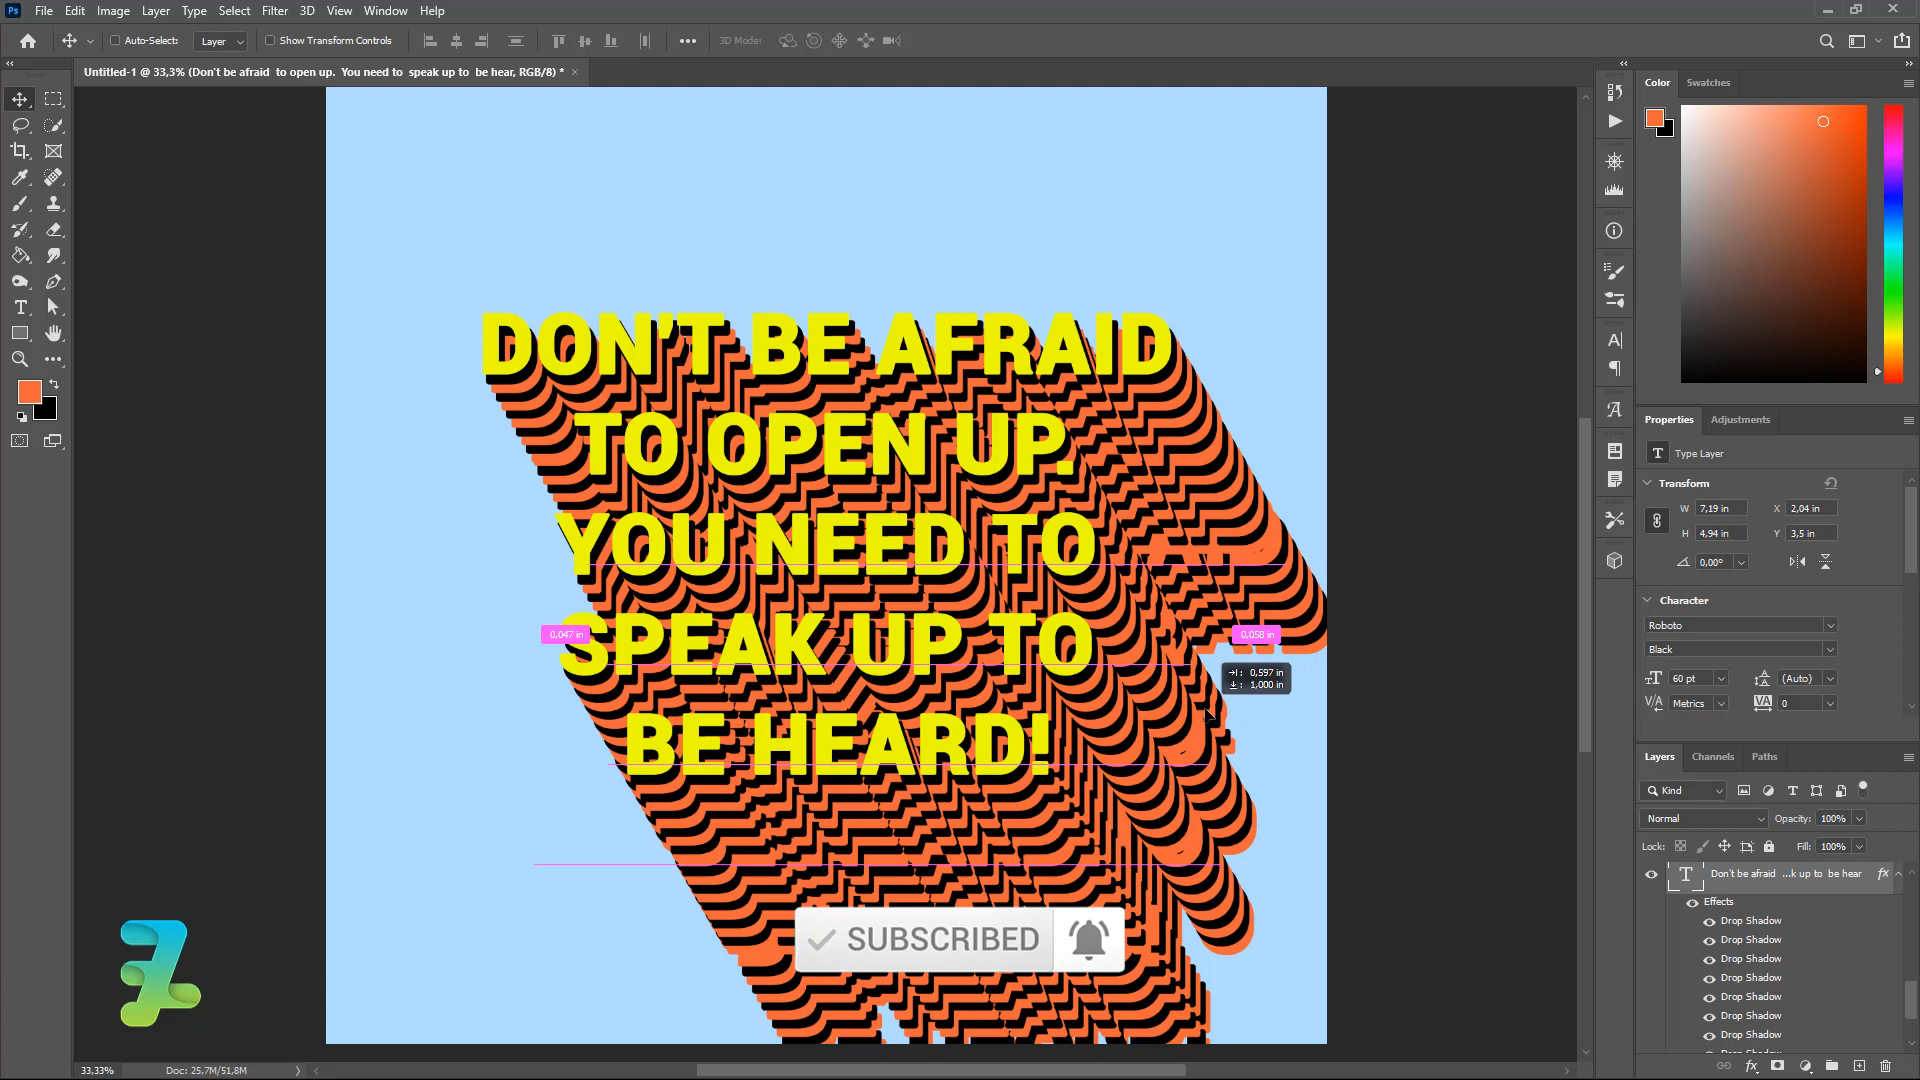 Ps File Edit Image Layer Type Select Filter 3D View Window Help
Auto-Select: Layer Show Transform Controls 3D Mode:
Untitled-1 @ 33,3% (Don't be afraid to open up. You need to speak up to be hear, RGB/8) * ×
DON'T BE AFRAID
TO OPEN UP.
YOU NEED TO
SPEAK UP TO
BE HEARD!
0,047 in
0,058 in
0,597 in
1,000 in
SUBSCRIBED
33,33% Doc: 25,7M/51,8M
Color Swatches
Properties Adjustments
T Type Layer
Transform
W 7,19 in X 2,04 in
H 4,94 in Y 3,5 in
0,00°
Character
Roboto
Black
60 pt (Auto)
Metrics 0
Layers Channels Paths
Kind
Normal Opacity: 100%
Lock: Fill: 100%
T Don't be afraid ...k up to be hear fx
Effects
Drop Shadow
Drop Shadow
Drop Shadow
Drop Shadow
Drop Shadow
Drop Shadow
Drop Shadow